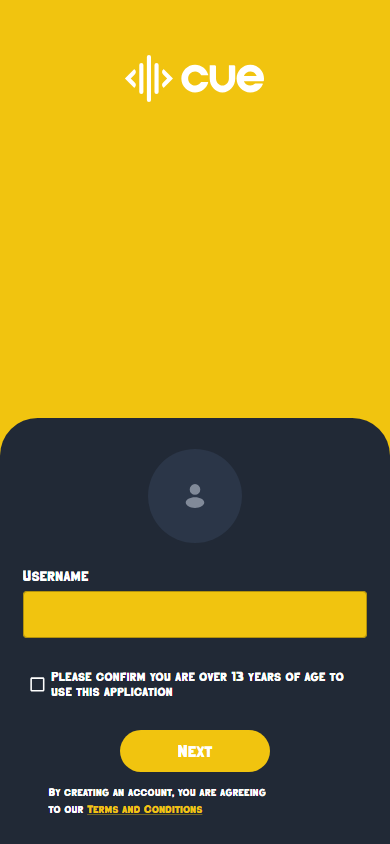 cue
Username
Please confirm you are over 13 years of age to
use this application
Next
By creating an account, you are agreeing
to our Terms and Conditions